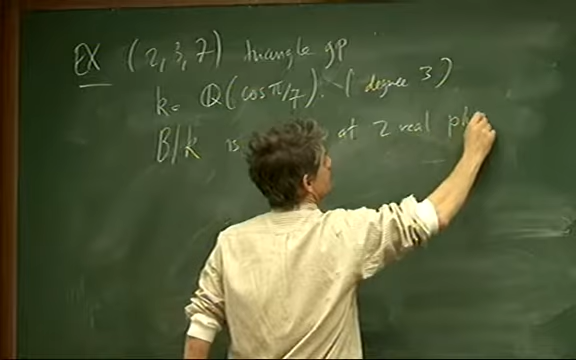 EX (2,3,7) triangle gp
k = ℚ(cos π/7). (degree 3)
B/k is at 2 real pl